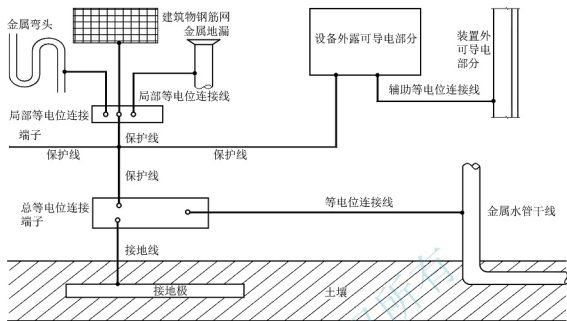 金属弯头
建筑物钢筋网
金属地漏
设备外露可导电部分
装置外
可导电
部分
局部等电位连接线
辅助等电位连接线
局部等电位连接
端子
保护线
保护线
保护线
保护线
总等电位连接
端子
等电位连接线
金属水管干线
接地线
接地极
土壤
所有